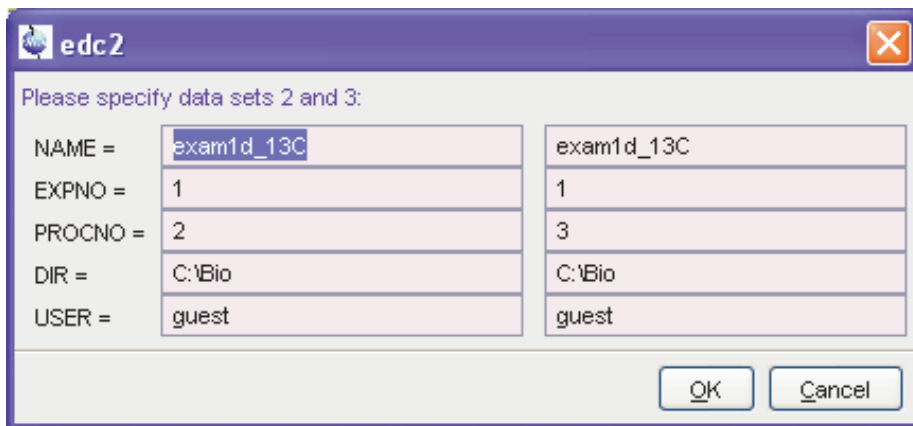 edc2
Please specify data sets 2 and 3:
NAME = exam1d_13C exam1d_13C
EXPNO = 1 1
PROCNO = 2 3
DIR = C:\Bio C:\Bio
USER = guest guest
OK Cancel